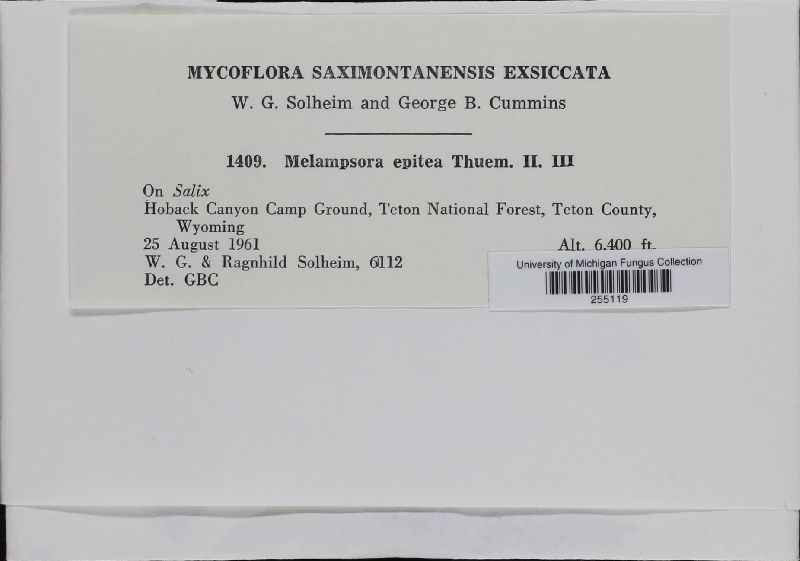 MYCOFLORA SAXIMONTANENSIS EXSICCATA
W. G. Solheim and George B. Cummins
1409. Melampsora epitea Thuem. II. III
On Salix
Hoback Canyon Camp Ground, Teton National Forest, Teton County,
Wyoming
25 August 1961 Alt. 6,400 ft.
W. G. & Ragnhild Solheim, 6112
Det. GBC
University of Michigan Fungus Collection
255119